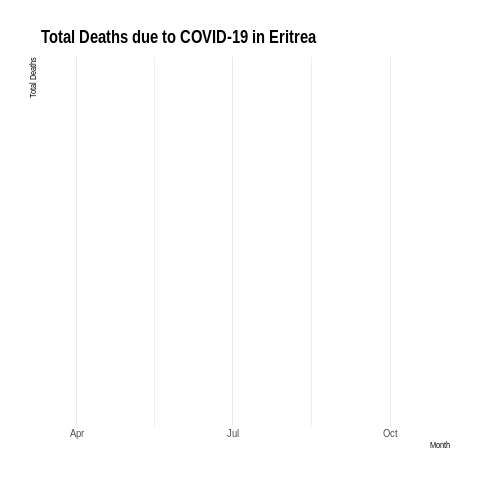 Total Deaths due to COVID-19 in Eritrea
Total Deaths
Apr
Jul
Oct
Month